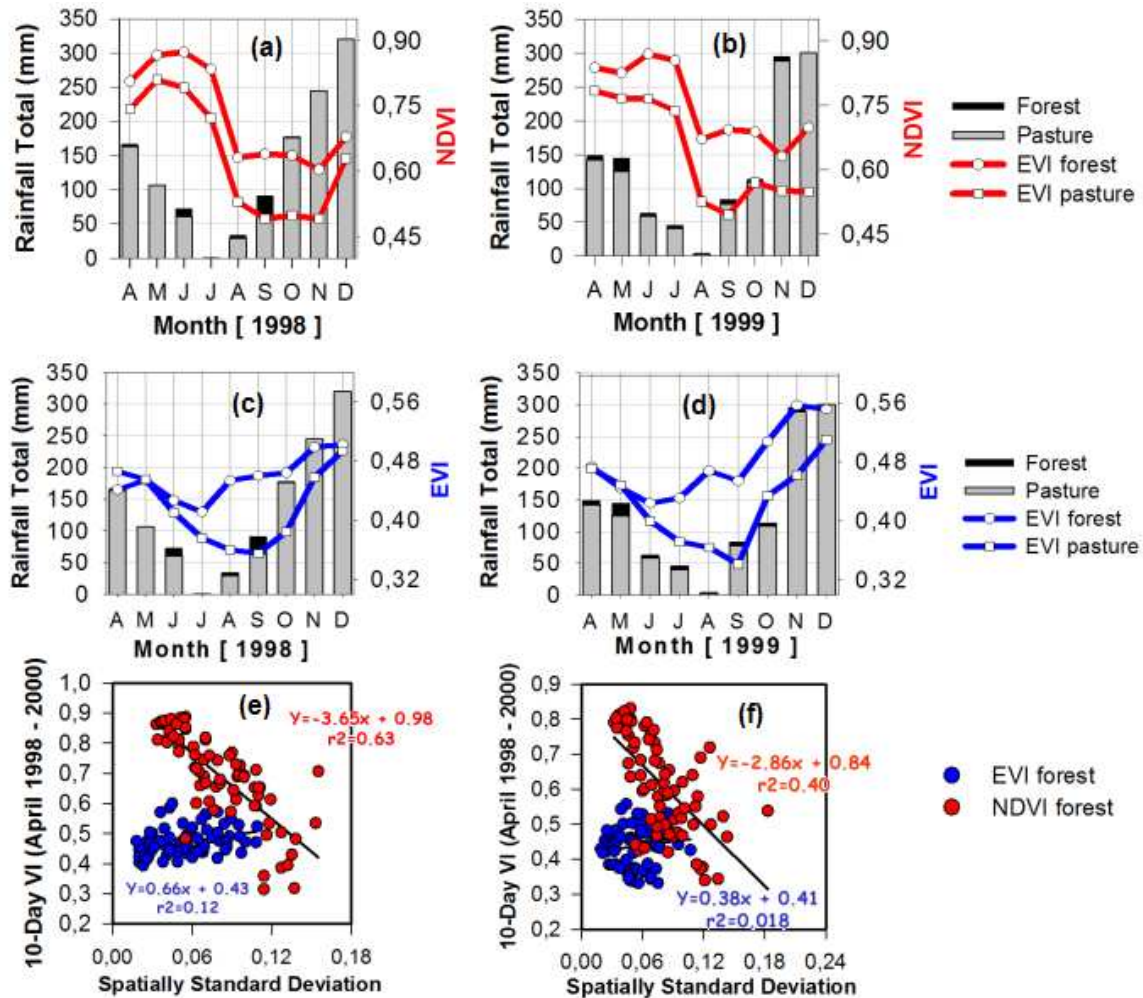 (a)
Rainfall Total (mm)
350
300
250
200
150
100
50
0
0,90
0,75
0,60
0,45
NDVI
A M J J A S O N D
Month [ 1998 ]
(b)
Rainfall Total (mm)
350
300
250
200
150
100
50
0
0,90
0,75
0,60
0,45
NDVI
A M J J A S O N D
Month [ 1999 ]
Forest
Pasture
EVI forest
EVI pasture
(c)
Rainfall Total (mm)
350
300
250
200
150
100
50
0
0,56
0,48
0,40
0,32
EVI
A M J J A S O N D
Month [ 1998 ]
(d)
Rainfall Total (mm)
350
300
250
200
150
100
50
0
0,56
0,48
0,40
0,32
EVI
A M J J A S O N D
Month [ 1999 ]
Forest
Pasture
EVI forest
EVI pasture
(e)
10-Day VI (April 1998 - 2000)
1,0
0,9
0,8
0,7
0,6
0,5
0,4
0,3
0,2
Y=-3.65x + 0.98
r2=0.63
Y=0.66x + 0.43
r2=0.12
0,00 0,06 0,12 0,18
Spatially Standard Deviation
(f)
10-Day VI (April 1998 - 2000)
0,9
0,8
0,7
0,6
0,5
0,4
0,3
0,2
Y=-2.86x + 0.84
r2=0.40
Y=0.38x + 0.41
r2=0,018
0,00 0,06 0,12 0,18 0,24
Spatially Standard Deviation
EVI forest
NDVI forest